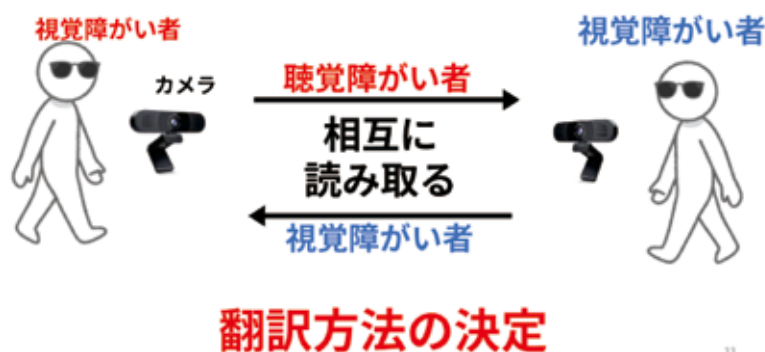 視覚障がい者
視覚障がい者
カメラ
聴覚障がい者
相互に
読み取る
視覚障がい者
翻訳方法の決定